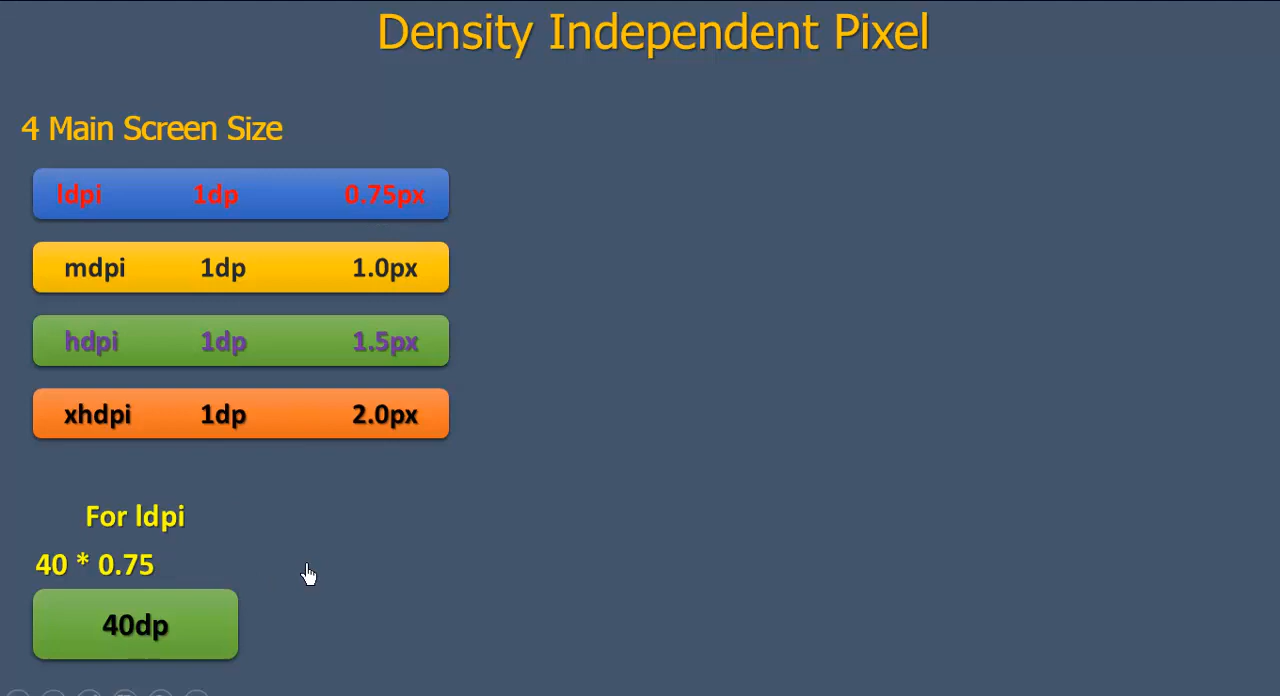 Density Independent Pixel
4 Main Screen Size
ldpi 1dp 0.75px
mdpi 1dp 1.0px
hdpi 1dp 1.5px
xhdpi 1dp 2.0px
For ldpi
40 * 0.75
40dp